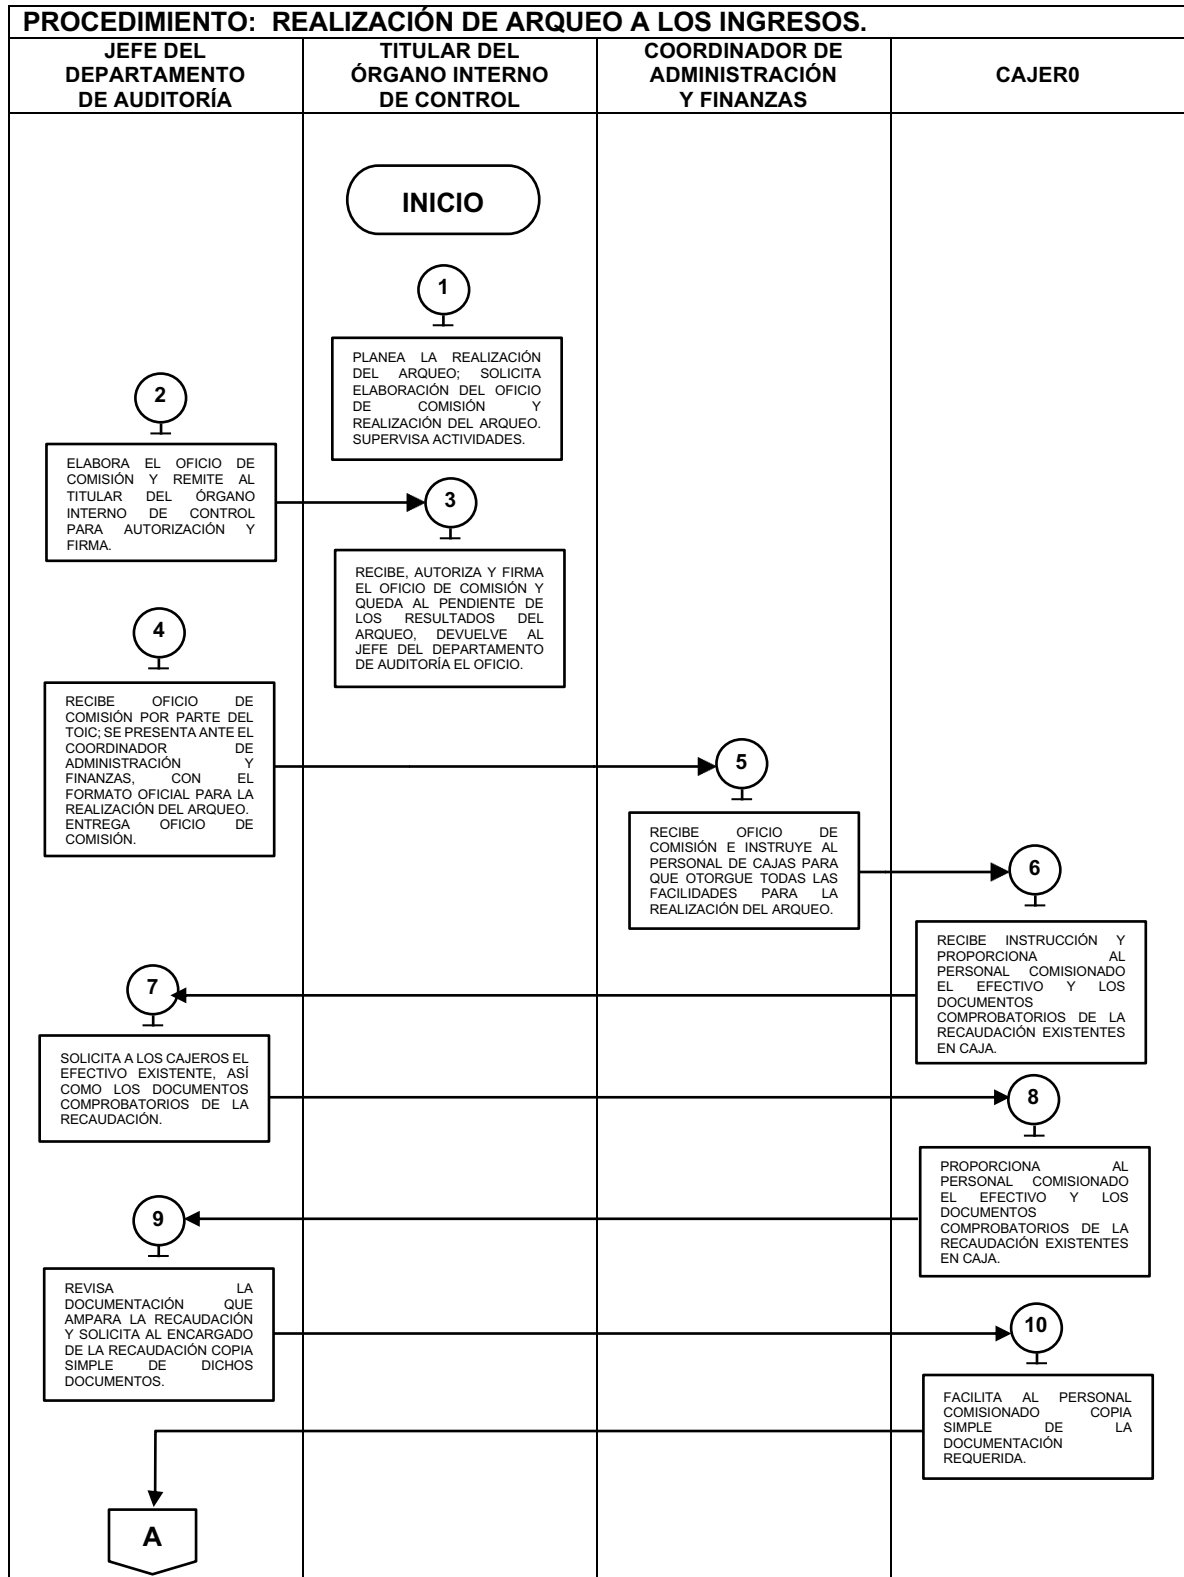 PROCEDIMIENTO: REALIZACIÓN DE ARQUEO A LOS INGRESOS.
JEFE DEL
DEPARTAMENTO
DE AUDITORÍA
TITULAR DEL
ÓRGANO INTERNO
DE CONTROL
COORDINADOR DE
ADMINISTRACIÓN
Y FINANZAS
CAJER0
INICIO
1
PLANEA LA REALIZACIÓN
DEL ARQUEO; SOLICITA
ELABORACIÓN DEL OFICIO
DE COMISIÓN Y
REALIZACIÓN DEL ARQUEO.
SUPERVISA ACTIVIDADES.
2
ELABORA EL OFICIO DE
COMISIÓN Y REMITE AL
TITULAR DEL ÓRGANO
INTERNO DE CONTROL
PARA AUTORIZACIÓN Y
FIRMA.
3
RECIBE, AUTORIZA Y FIRMA
EL OFICIO DE COMISIÓN Y
QUEDA AL PENDIENTE DE
LOS RESULTADOS DEL
ARQUEO, DEVUELVE AL
JEFE DEL DEPARTAMENTO
DE AUDITORÍA EL OFICIO.
4
RECIBE OFICIO DE
COMISIÓN POR PARTE DEL
TOIC; SE PRESENTA ANTE EL
COORDINADOR DE
ADMINISTRACIÓN Y
FINANZAS, CON EL
FORMATO OFICIAL PARA LA
REALIZACIÓN DEL ARQUEO.
ENTREGA OFICIO DE
COMISIÓN.
5
RECIBE OFICIO DE
COMISIÓN E INSTRUYE AL
PERSONAL DE CAJAS PARA
QUE OTORGUE TODAS LAS
FACILIDADES PARA LA
REALIZACIÓN DEL ARQUEO.
6
RECIBE INSTRUCCIÓN Y
PROPORCIONA AL
PERSONAL COMISIONADO
EL EFECTIVO Y LOS
DOCUMENTOS
COMPROBATORIOS DE LA
RECAUDACIÓN EXISTENTES
EN CAJA.
7
SOLICITA A LOS CAJEROS EL
EFECTIVO EXISTENTE, ASÍ
COMO LOS DOCUMENTOS
COMPROBATORIOS DE LA
RECAUDACIÓN.
8
PROPORCIONA AL
PERSONAL COMISIONADO
EL EFECTIVO Y LOS
DOCUMENTOS
COMPROBATORIOS DE LA
RECAUDACIÓN EXISTENTES
EN CAJA.
9
REVISA LA
DOCUMENTACIÓN QUE
AMPARA LA RECAUDACIÓN
Y SOLICITA AL ENCARGADO
DE LA RECAUDACIÓN COPIA
SIMPLE DE DICHOS
DOCUMENTOS.
10
FACILITA AL PERSONAL
COMISIONADO COPIA
SIMPLE DE LA
DOCUMENTACIÓN
REQUERIDA.
A